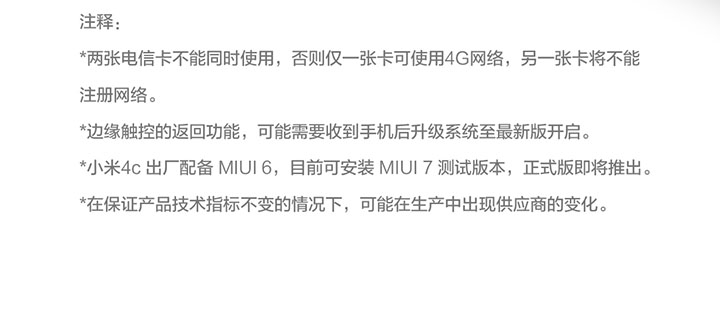 注释：
*两张电信卡不能同时使用，否则仅一张卡可使用4G网络，另一张卡将不能
注册网络。
*边缘触控的返回功能，可能需要收到手机后升级系统至最新版开启。
*小米4c 出厂配备 MIUI 6，目前可安装 MIUI 7 测试版本，正式版即将推出。
*在保证产品技术指标不变的情况下，可能在生产中出现供应商的变化。